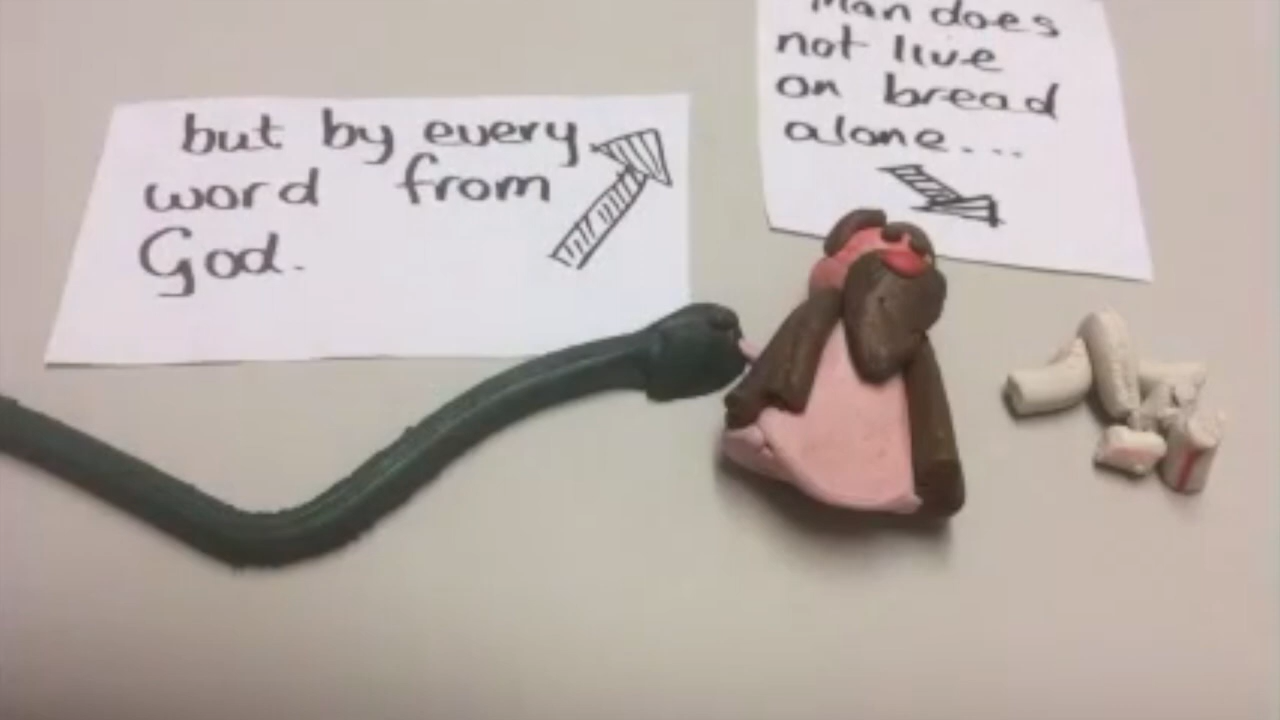 Man does
not live
on bread
alone...
but by every
word from
God.